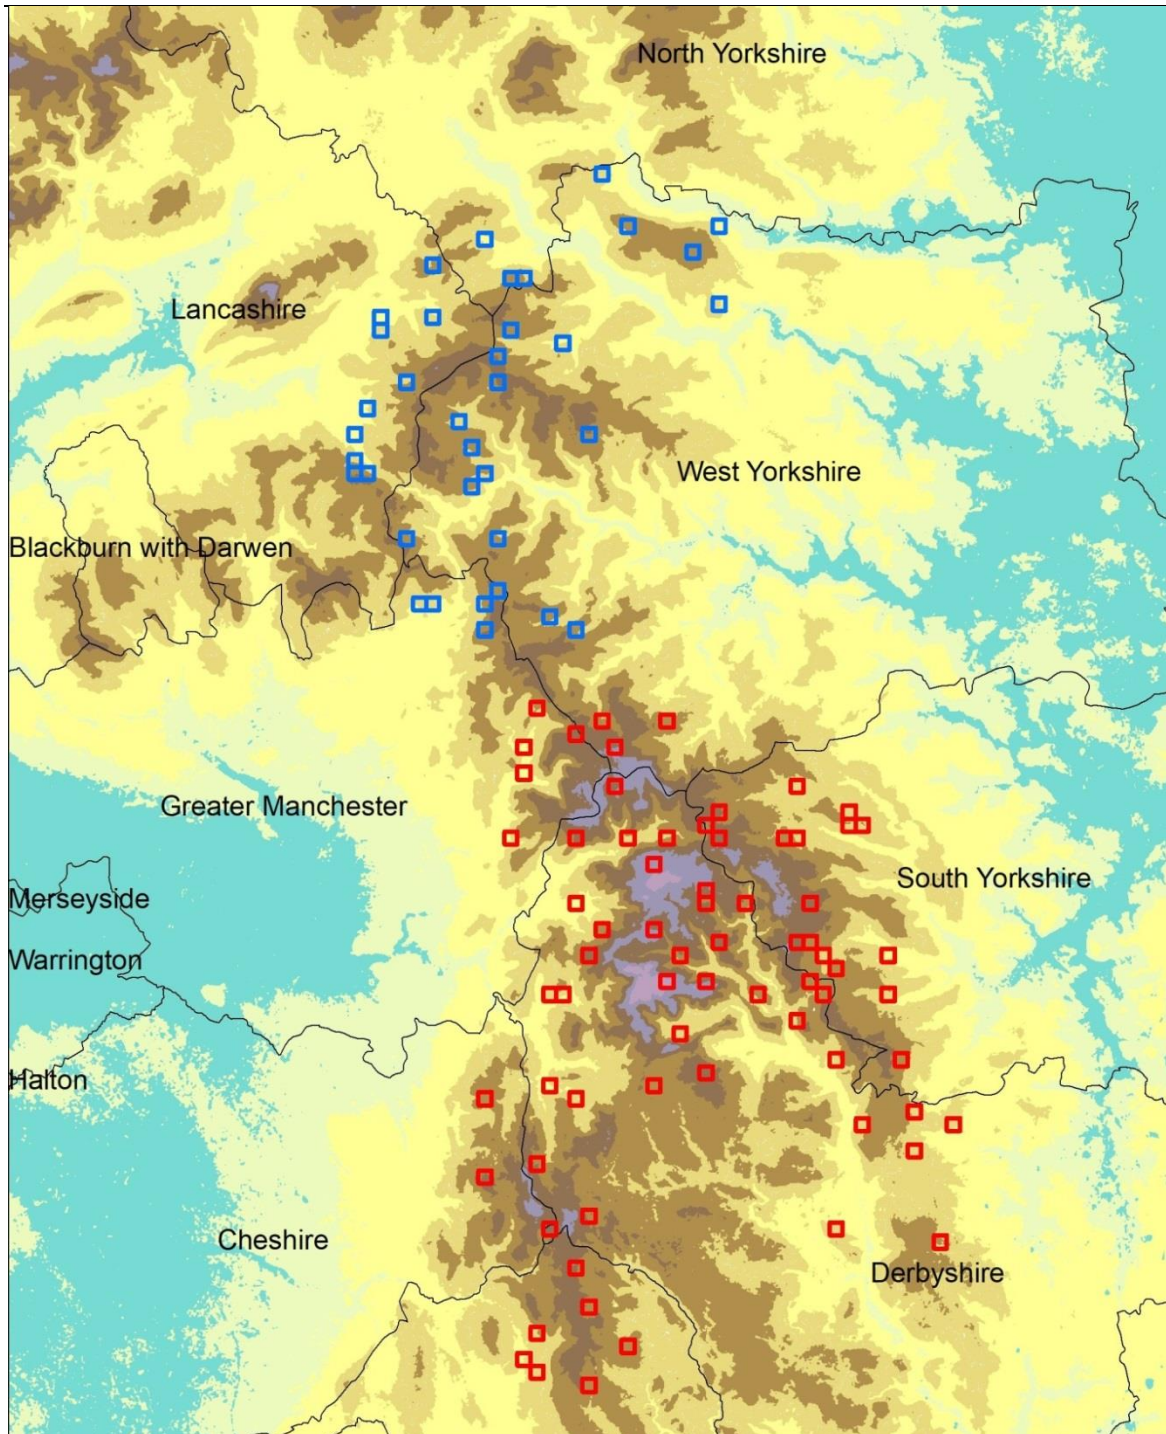 North Yorkshire
Lancashire
West Yorkshire
Blackburn with Darwen
Greater Manchester
South Yorkshire
Merseyside
Warrington
Halton
Cheshire
Derbyshire